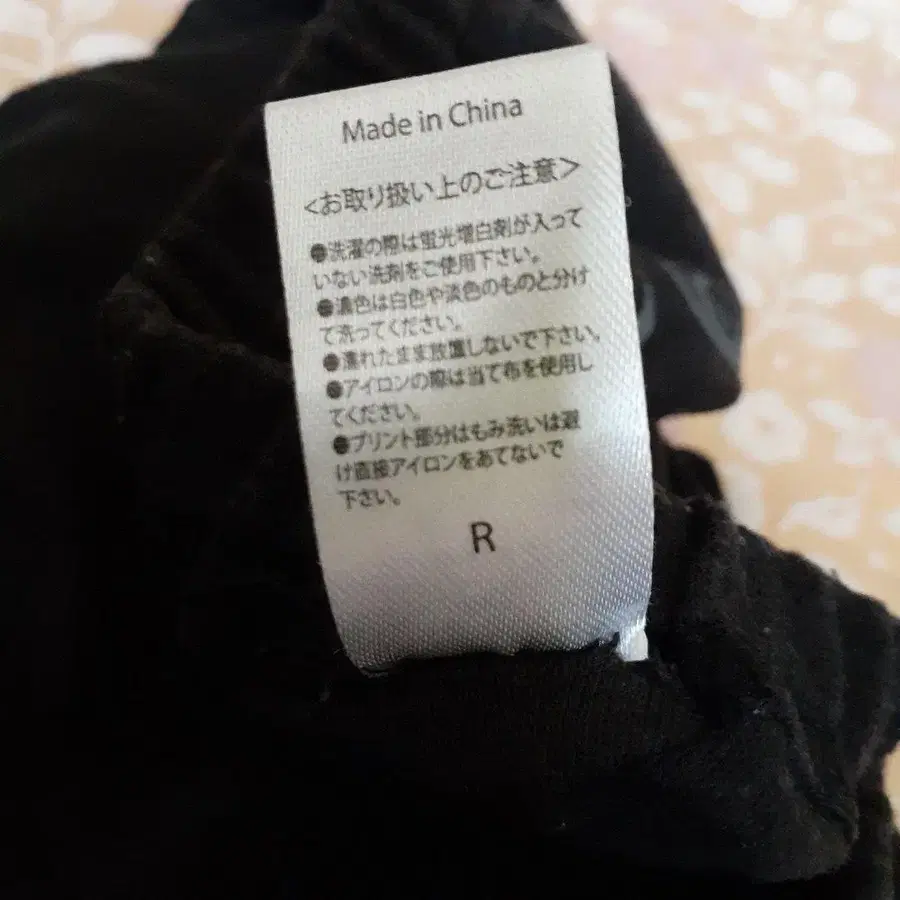 Made in China
<お取り扱い上のご注意>
●洗濯の際は蛍光増白剤が入って
いない洗剤をご使用下さい。
●濃色は白色や淡色のものと分け
て洗ってください。
●濡れたまま放置しないで下さい。
●アイロンの際は当て布を使用し
てください。
●プリント部分はもみ洗いは避
け直接アイロンをあてないで
下さい。
R